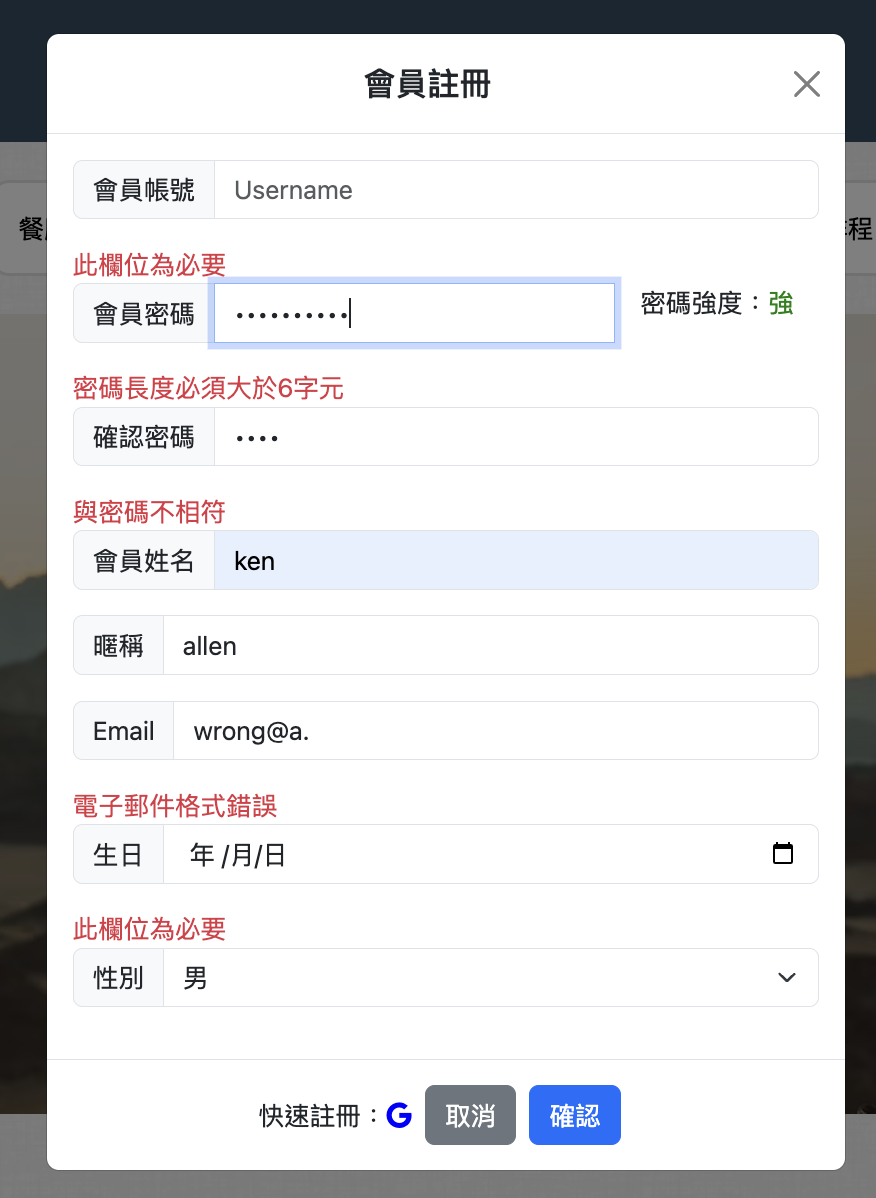 會員註冊
會員帳號 Username
此欄位為必要
會員密碼 •••••••••• 密碼強度：強
密碼長度必須大於6字元
確認密碼 ••••
與密碼不相符
會員姓名 ken
暱稱 allen
Email wrong@a.
電子郵件格式錯誤
生日 年 /月/日
此欄位為必要
性別 男
快速註冊：G 取消 確認
餐
程